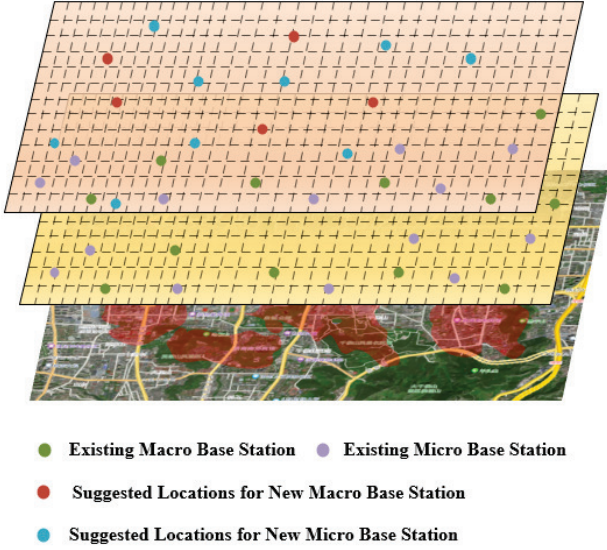 Existing Macro Base Station Existing Micro Base Station
Suggested Locations for New Macro Base Station
Suggested Locations for New Micro Base Station